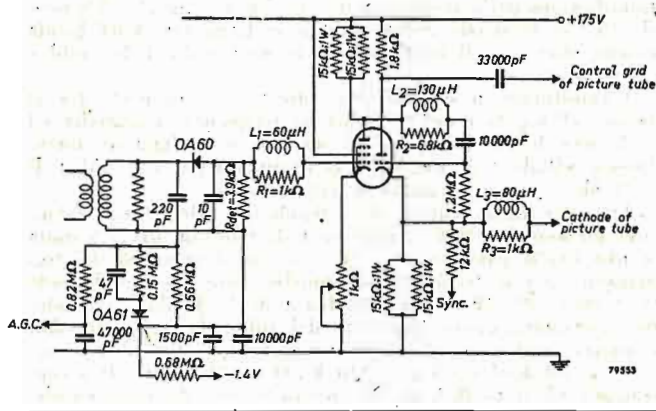 +175V
15kΩ:1W
15kΩ:1W
33000pF
Control grid
of picture tube
L2=130μH
R2=6.8kΩ
10000pF
OA60
L1=60μH
R1=1kΩ
220
pF
10
pF
Rdet=3.9kΩ
1.2MΩ
L3=80μH
R3=1kΩ
Cathode of
picture tube
12kΩ
Sync.
0.82MΩ
47
pF
0.15MΩ
0.56MΩ
OA61
A.G.C.
47000
pF
1500pF
10000pF
1kΩ
15kΩ:1W
15kΩ:1W
0.68MΩ
-1.4V
79553